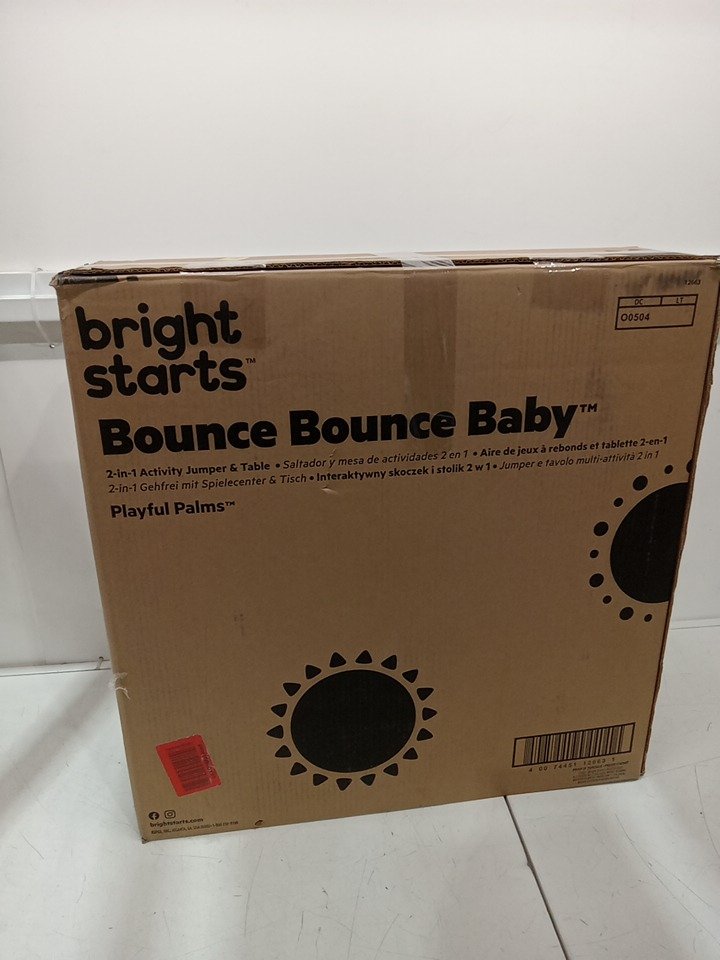 DC LT
O0504
bright
starts™
Bounce Bounce Baby™
2-in-1 Activity Jumper & Table • Saltador y mesa de actividades 2 en 1 • Aire de jeux à rebonds et tablette 2-en-1
2-in-1 Gehfrei mit Spielecenter & Tisch • Interaktywny skoczek i stolik 2 w 1 • Jumper e tavolo multi-attività 2 in 1
Playful Palms™
brightstarts.com